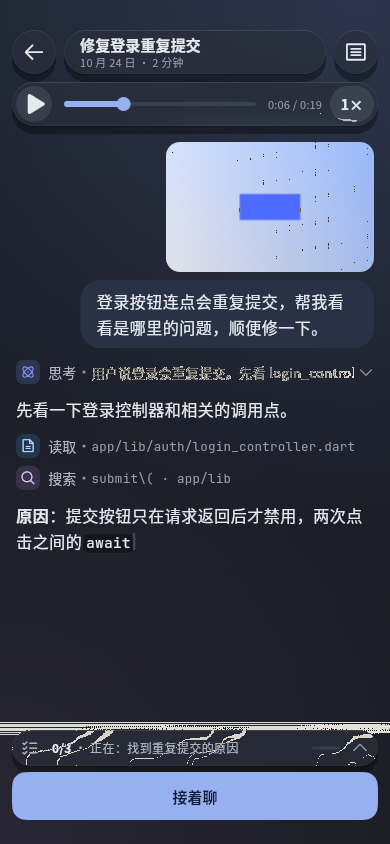 修复登录重复提交
10 月 24 日 · 2 分钟
0:06 / 0:19
1×
登录按钮连点会重复提交，帮我看
看是哪里的问题，顺便修一下。
思考 · 用户说登录会重复提交。先看 login_control
先看一下登录控制器和相关的调用点。
读取 · app/lib/auth/login_controller.dart
搜索 · submit\( · app/lib
原因：提交按钮只在请求返回后才禁用，两次点
击之间的 await
0/3 · 正在：找到重复提交的原因
接着聊